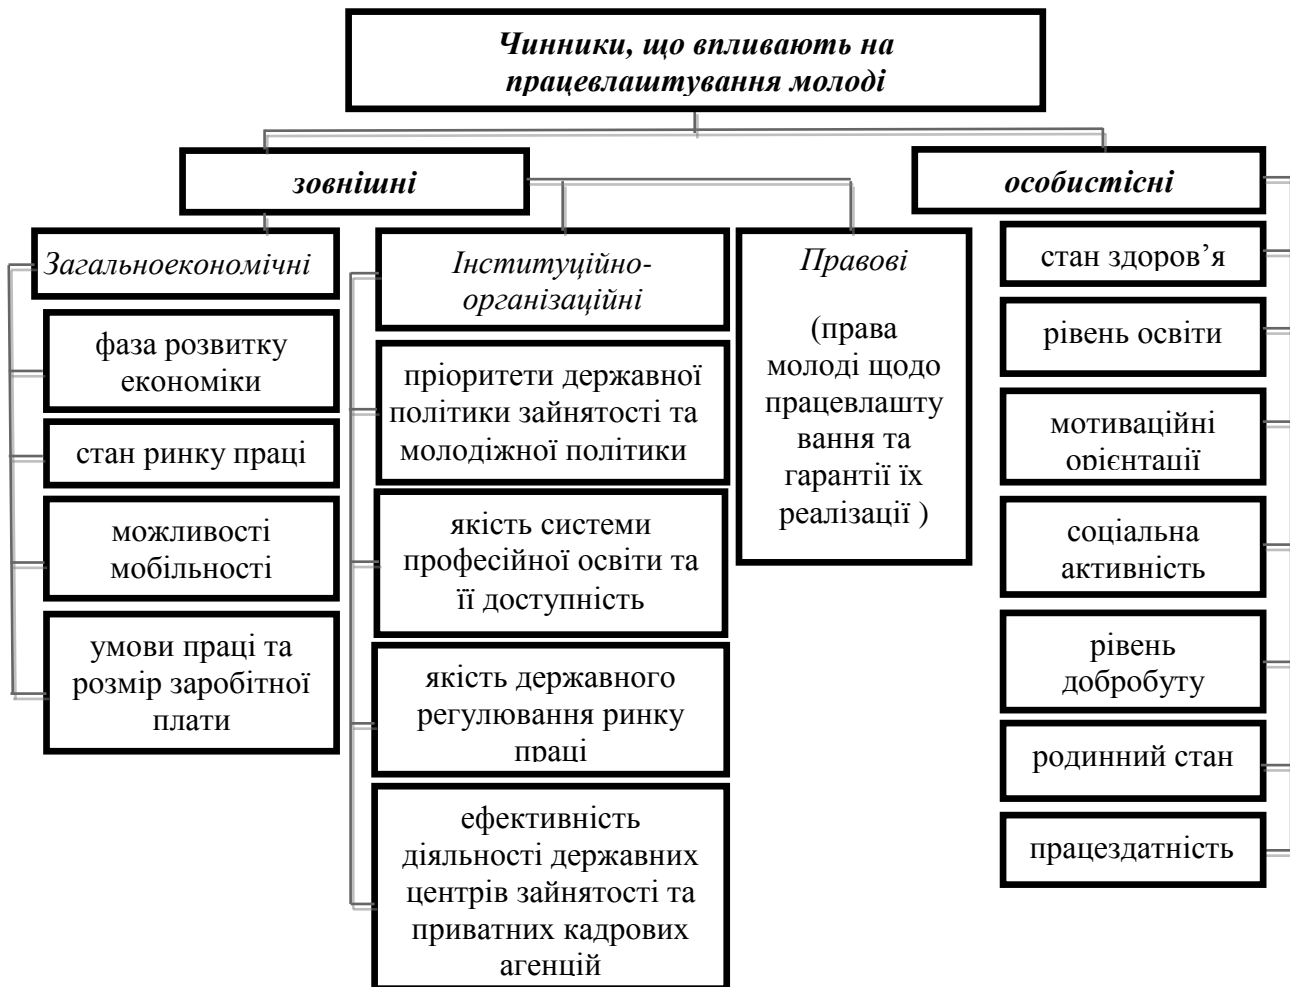 Чинники, що впливають на
працевлаштування молоді
зовнішні
особистісні
Загальноекономічні
фаза розвитку
економіки
стан ринку праці
можливості
мобільності
умови праці та
розмір заробітної
плати
Інституційно-
організаційні
пріоритети державної
політики зайнятості та
молодіжної політики
якість системи
професійної освіти та
її доступність
якість державного
регулювання ринку
праці
ефективність
діяльності державних
центрів зайнятості та
приватних кадрових
агенцій
Правові
(права
молоді щодо
працевлашту
вання та
гарантії їх
реалізації )
стан здоров’я
рівень освіти
мотиваційні
орієнтації
соціальна
активність
рівень
добробуту
родинний стан
працездатність